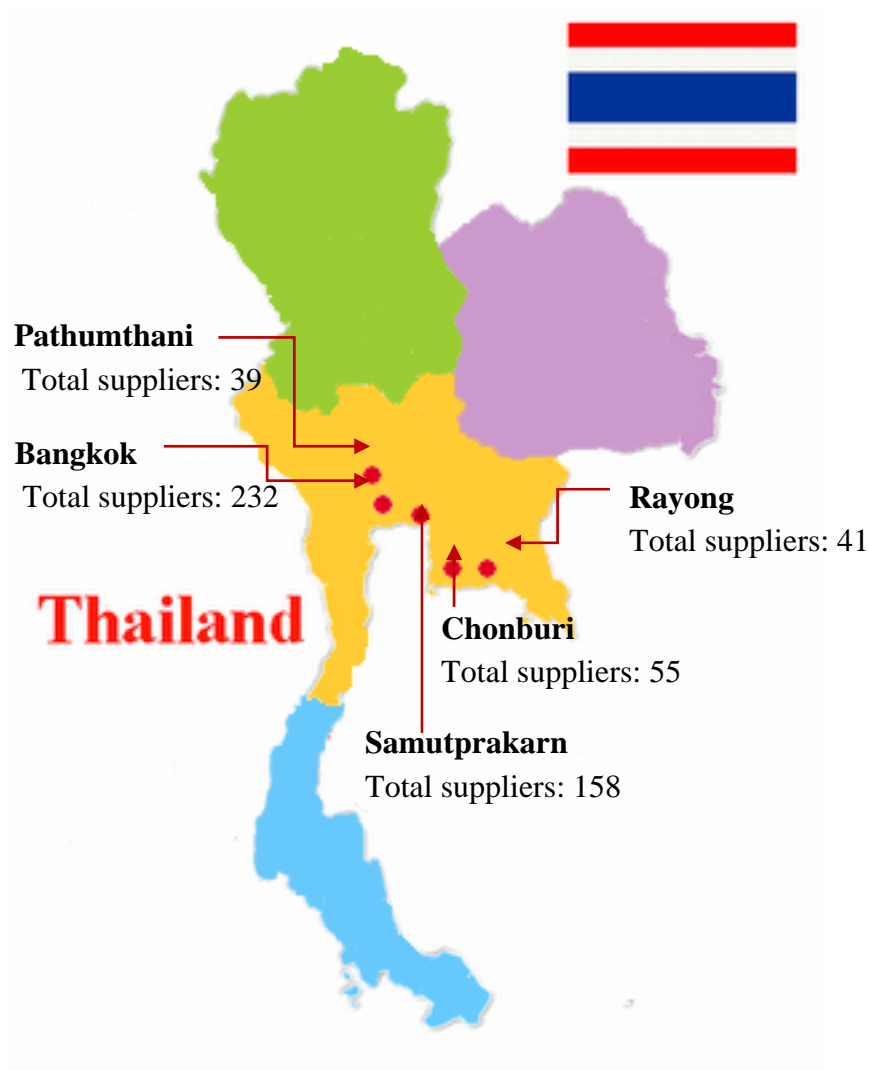 Pathumthani
Total suppliers: 39
Bangkok
Total suppliers: 232
Rayong
Total suppliers: 41
Thailand
Chonburi
Total suppliers: 55
Samutprakarn
Total suppliers: 158